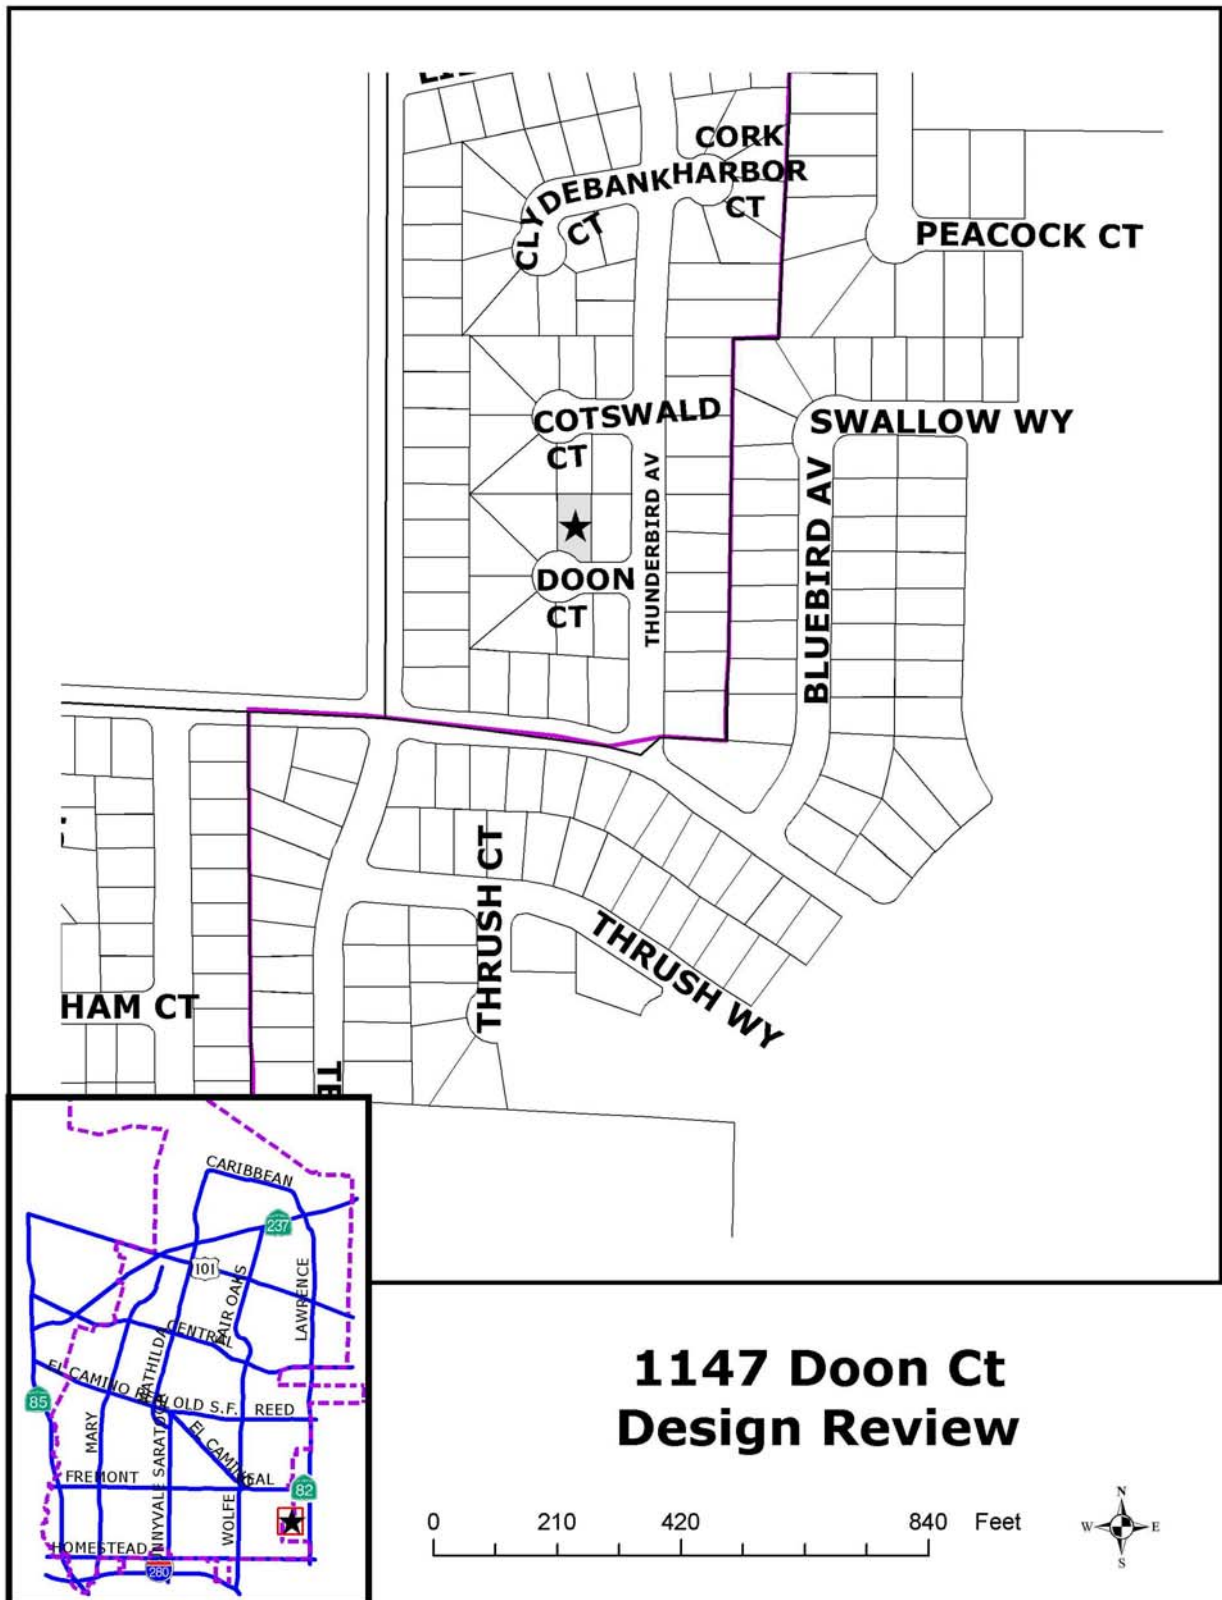 CORK
HARBOR
CT
CLYDEBANK
CT
PEACOCK CT
COTSWALD
CT
SWALLOW WY
THUNDERBIRD AV
BLUEBIRD AV
DOON
CT
THRUSH CT
THRUSH WY
HAM CT
CARIBBEAN
237
101
FAIR OAKS
LAWRENCE
CENTRAL
MATHILDA
EL CAMINO REAL
OLD S.F.
REED
85
MARY
SUNNYVALE SARATOGA
EL CAMINO
REAL
82
FREMONT
WOLFE
HOMESTEAD
280
1147 Doon Ct
Design Review
0 210 420 840 Feet
N
W E
S